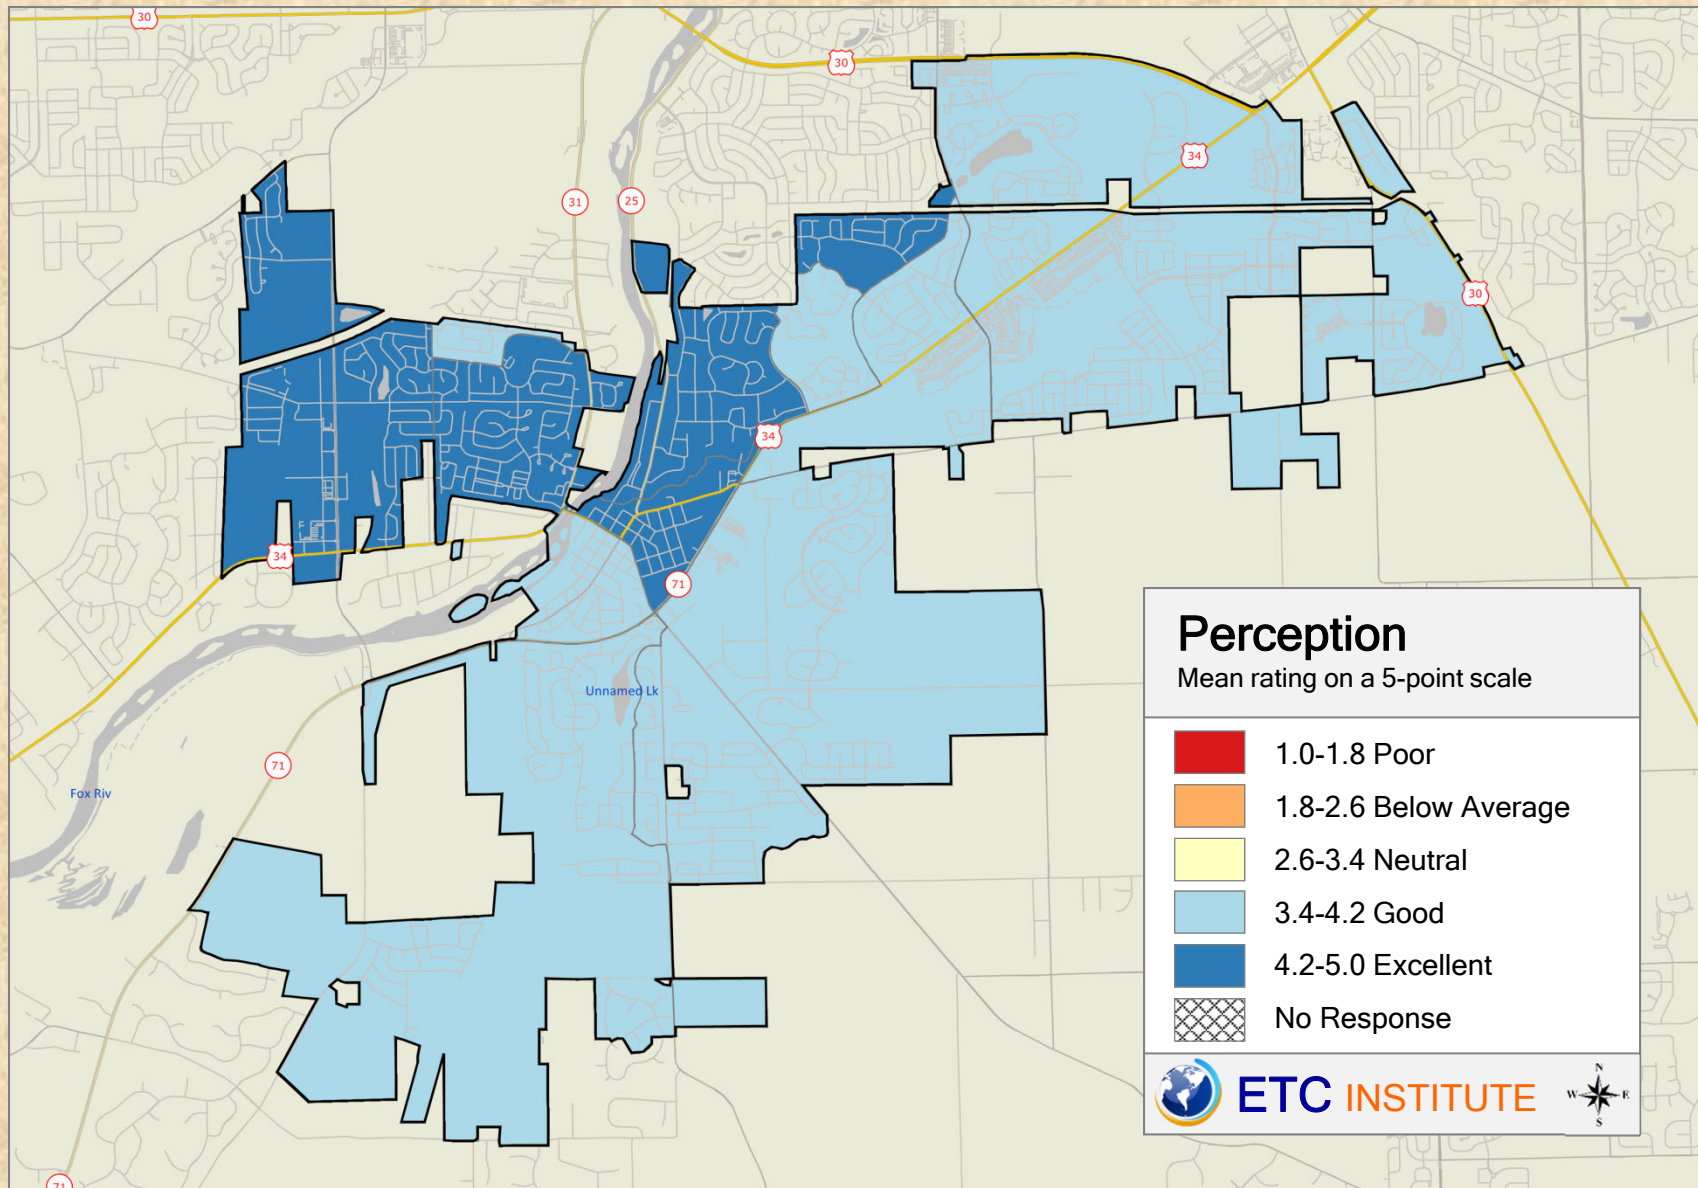 30
30
34
31
25
30
34
34
71
Unnamed Lk
71
Fox Riv
71
Perception
Mean rating on a 5-point scale
1.0-1.8 Poor
1.8-2.6 Below Average
2.6-3.4 Neutral
3.4-4.2 Good
4.2-5.0 Excellent
No Response
ETC INSTITUTE
N
W E
S